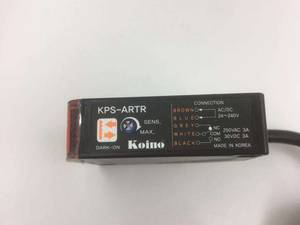 KPS-ARTR
SENS.
MAX.
DARK-ON
Koino
CONNECTION
BROWN
BLUE
AC/DC
24~240V
GREY
WHITE
BLACK
NC
COM
NO
250VAC 3A
30VDC 3A
MADE IN KOREA